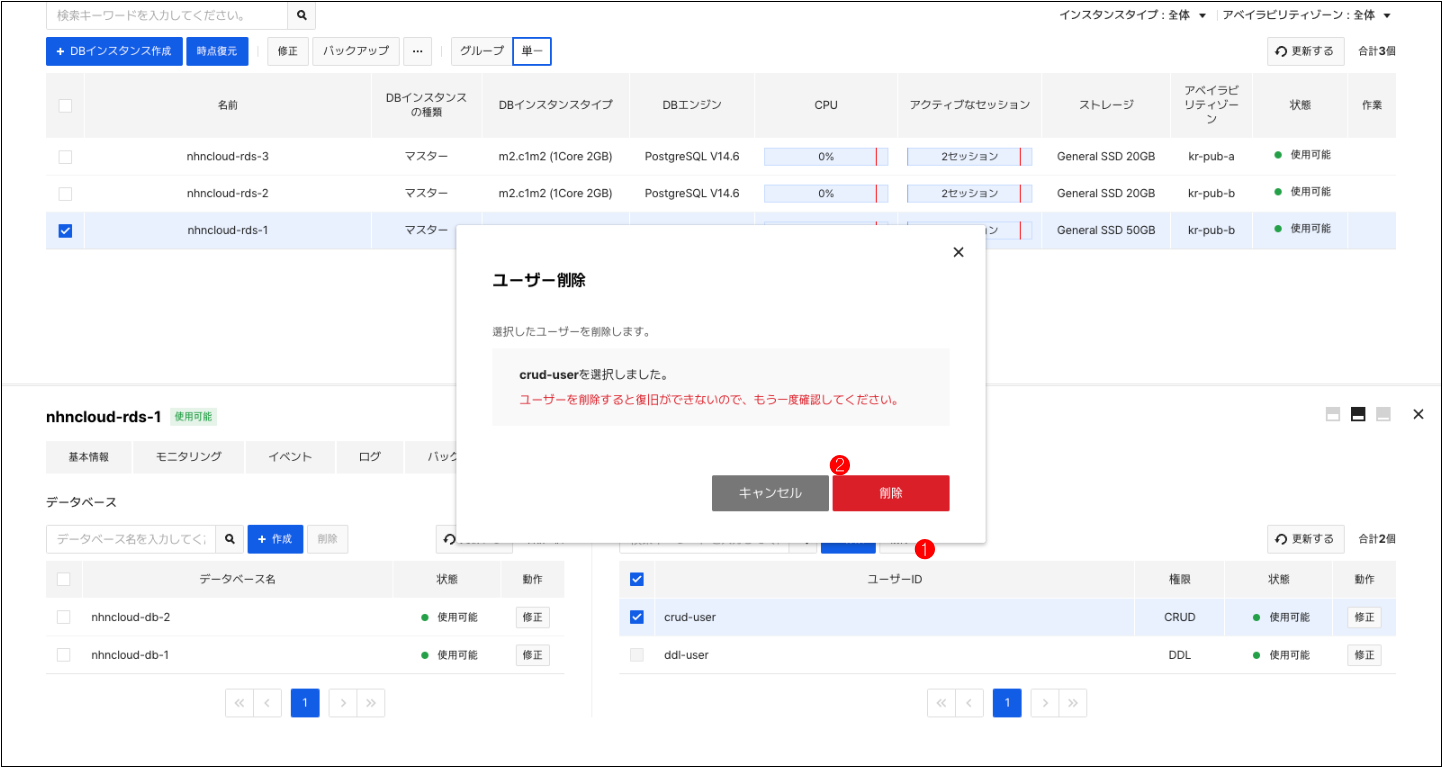 検索キーワードを入力してください。
インスタンスタイプ : 全体
アベイラビリティゾーン : 全体
+ DBインスタンス作成
時点復元
修正
バックアップ
...
グループ
単一
更新する
合計3個
名前
DBインスタンス
の種類
DBインスタンスタイプ
DBエンジン
CPU
アクティブなセッション
ストレージ
アベイラビ
リティゾー
ン
状態
作業
nhncloud-rds-3
マスター
m2.c1m2 (1Core 2GB)
PostgreSQL V14.6
0%
2セッション
General SSD 20GB
kr-pub-a
使用可能
nhncloud-rds-2
マスター
m2.c1m2 (1Core 2GB)
PostgreSQL V14.6
0%
2セッション
General SSD 20GB
kr-pub-b
使用可能
nhncloud-rds-1
マスター
ン
General SSD 50GB
kr-pub-b
使用可能
ユーザー削除
選択したユーザーを削除します。
crud-userを選択しました。
ユーザーを削除すると復旧ができないので、もう一度確認してください。
キャンセル
2
削除
nhncloud-rds-1
使用可能
基本情報
モニタリング
イベント
ログ
バック
データベース
データベース名を入力してくだ
+ 作成
削除
1
更新する
合計2個
データベース名
状態
動作
nhncloud-db-2
使用可能
修正
nhncloud-db-1
使用可能
修正
1
ユーザーID
権限
状態
動作
crud-user
CRUD
使用可能
修正
ddl-user
DDL
使用可能
修正
1